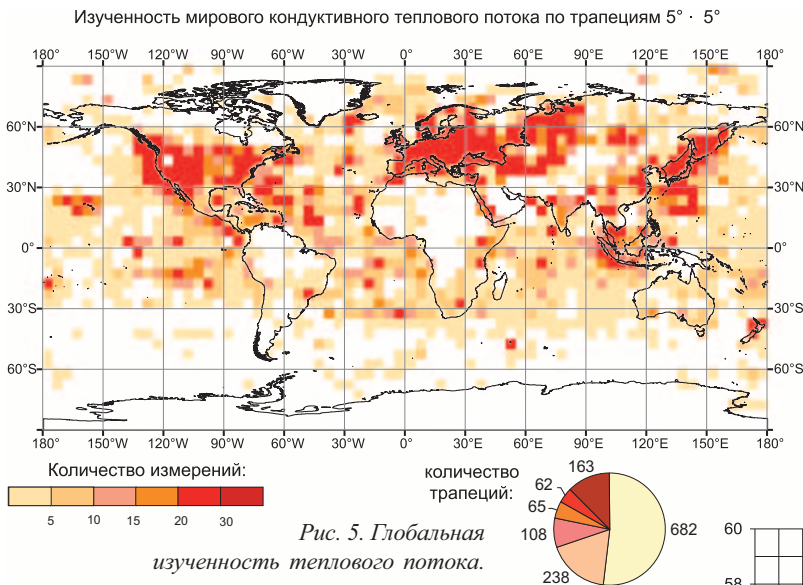 Изученность мирового кондуктивного теплового потока по трапециям 5° · 5°
180° 150°W 120°W 90°W 60°W 30°W 0° 30°E 60°E 90°E 120°E 150°E 180°
60°N 60°N
30°N 30°N
0° 0°
30°S 30°S
60°S 60°S
180° 150°W 120°W 90°W 60°W 30°W 0° 30°E 60°E 90°E 120°E 150°E 180°
Количество измерений:
5 10 15 20 30
количество
трапеций:
163
62
65
108
238
682
Рис. 5. Глобальная
изученность теплового потока.
60
58